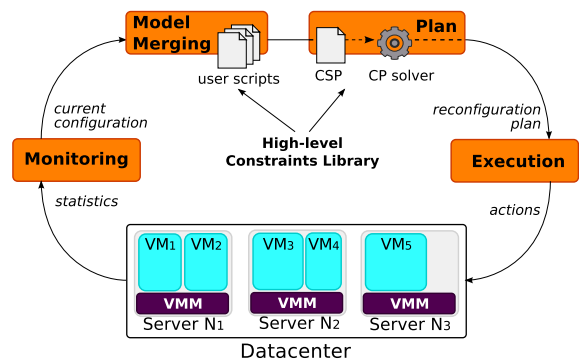 Model
Merging
Plan
user scripts
CSP
CP solver
current
configuration
reconfiguration
plan
High-level
Constraints Library
Monitoring
Execution
statistics
actions
VM1 VM2 VM3 VM4 VM5
VMM VMM VMM
Server N1 Server N2 Server N3
Datacenter